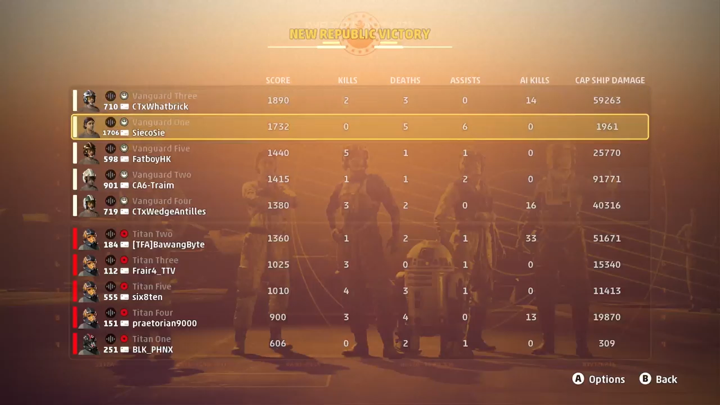 NEW REPUBLIC VICTORY
SCORE KILLS DEATHS ASSISTS AI KILLS CAP SHIP DAMAGE
Vanguard Three
710 CTxWhatbrick 1890 2 3 0 14 59263
Vanguard One
1706 SiecoSie 1732 0 5 6 0 1961
Vanguard Five
598 FatboyHK 1440 5 1 1 0 25770
Vanguard Two
901 CA6-Traim 1415 1 1 2 0 91771
Vanguard Four
719 CTxWedgeAntilles 1380 3 2 0 16 40316
Titan Two
184 [TFA]BawangByte 1360 1 2 1 33 51671
Titan Three
112 Frair4_TTV 1025 3 0 1 0 15340
Titan Five
555 six8ten 1010 4 3 1 0 11413
Titan Four
151 praetorian9000 900 3 4 0 13 19870
Titan One
251 BLK_PHNX 606 0 2 1 0 309
A Options B Back